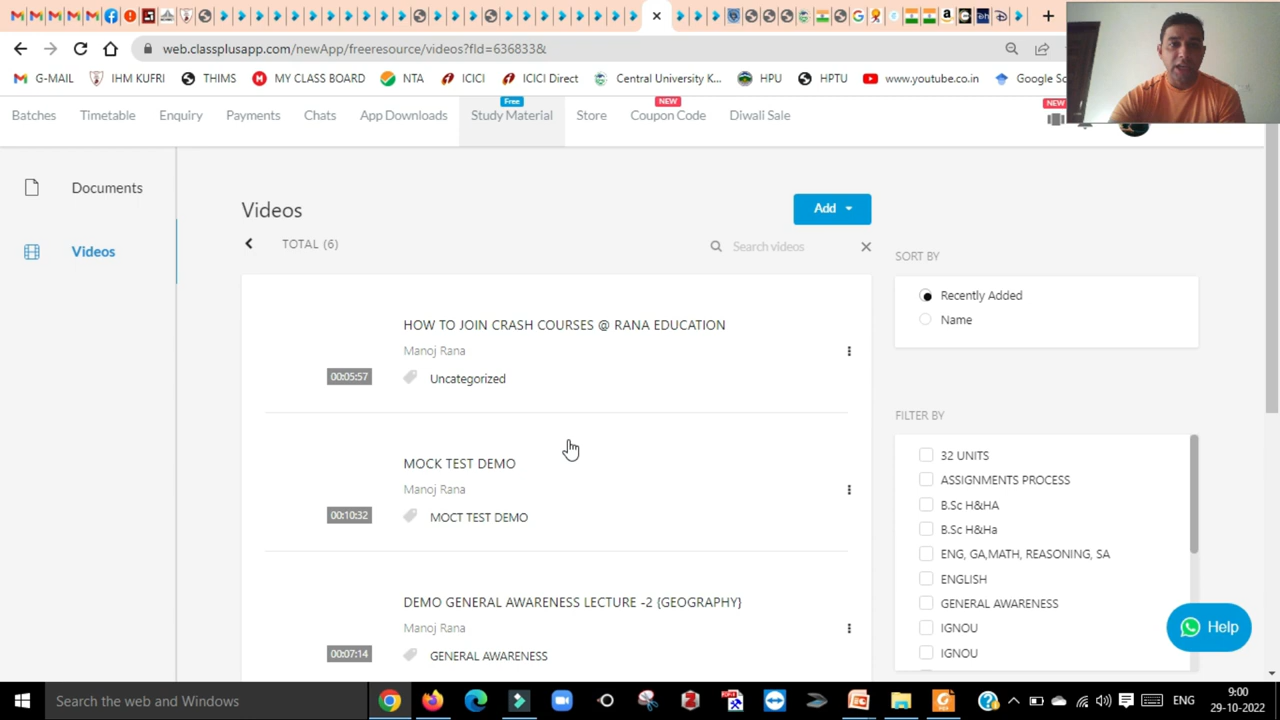 web.classplusapp.com/newApp/freeresource/videos?fId=636833&
G-MAIL
IHM KUFRI
THIMS
MY CLASS BOARD
NTA
ICICI
ICICI Direct
Central University K...
HPU
HPTU
www.youtube.co.in
Google Sc
Free
NEW
NEW
Batches
Timetable
Enquiry
Payments
Chats
App Downloads
Study Material
Store
Coupon Code
Diwali Sale
Documents
Videos
Videos
Add
TOTAL (6)
Search videos
HOW TO JOIN CRASH COURSES @ RANA EDUCATION
Manoj Rana
00:05:57
Uncategorized
MOCK TEST DEMO
Manoj Rana
00:10:32
MOCT TEST DEMO
DEMO GENERAL AWARENESS LECTURE -2 {GEOGRAPHY}
Manoj Rana
00:07:14
GENERAL AWARENESS
SORT BY
Recently Added
Name
FILTER BY
32 UNITS
ASSIGNMENTS PROCESS
B.Sc H&HA
B.Sc H&Ha
ENG, GA,MATH, REASONING, SA
ENGLISH
GENERAL AWARENESS
IGNOU
IGNOU
Help
Search the web and Windows
ENG
9:00
29-10-2022